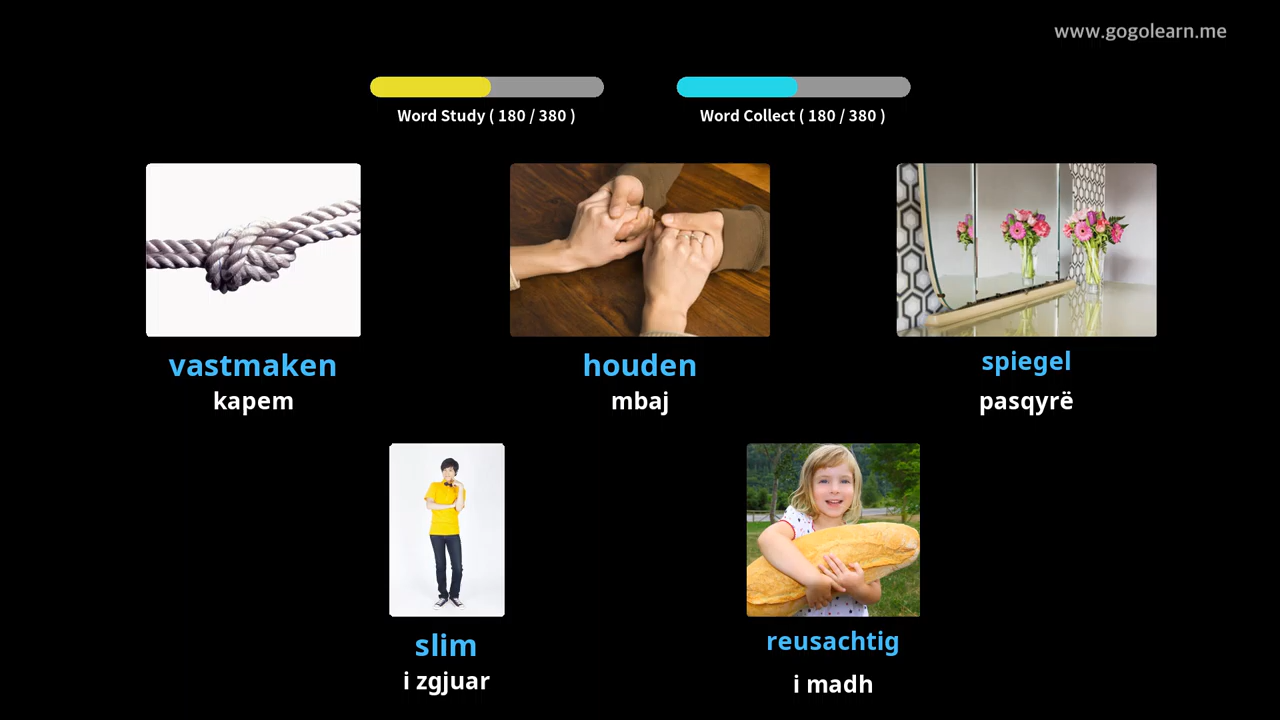 www.gogolearn.me
Word Study ( 180 / 380 )
Word Collect ( 180 / 380 )
vastmaken
kapem
houden
mbaj
spiegel
pasqyrë
slim
i zgjuar
reusachtig
i madh